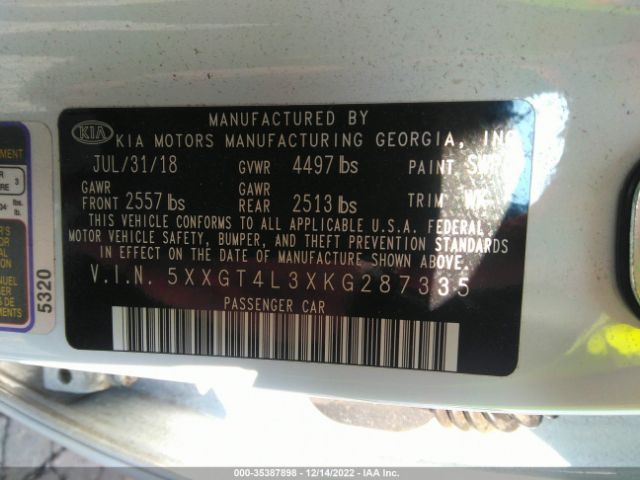 MANUFACTURED BY
KIA KIA MOTORS MANUFACTURING GEORGIA, INC
JUL/31/18 GVWR 4497 lbs PAINT
GAWR FRONT 2557 lbs GAWR REAR 2513 lbs TRIM
THIS VEHICLE CONFORMS TO ALL APPLICABLE U.S.A. FEDERAL
MOTOR VEHICLE SAFETY, BUMPER, AND THEFT PREVENTION STANDARDS
IN EFFECT ON THE DATE OF MANUFACTURE SHOWN ABOVE.
V.I.N. 5XXGT4L3XKG287335
PASSENGER CAR
5320
000-35387898 - 12/14/2022 - IAA Inc.